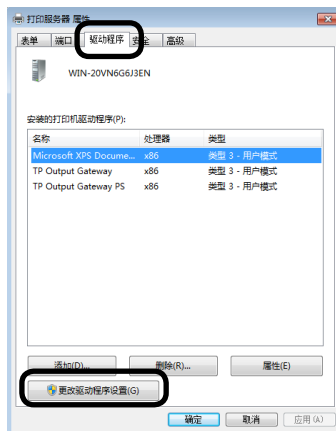 打印服务器 属性
表单 端口 驱动程序 安全 高级
WIN-20VN6G6J3EN
安装的打印机驱动程序(P):
名称 处理器 类型
Microsoft XPS Docume... x86 类型 3 - 用户模式
TP Output Gateway x86 类型 3 - 用户模式
TP Output Gateway PS x86 类型 3 - 用户模式
添加(D)... 删除(R)... 属性(E)
更改驱动程序设置(G)
确定 取消 应用(A)